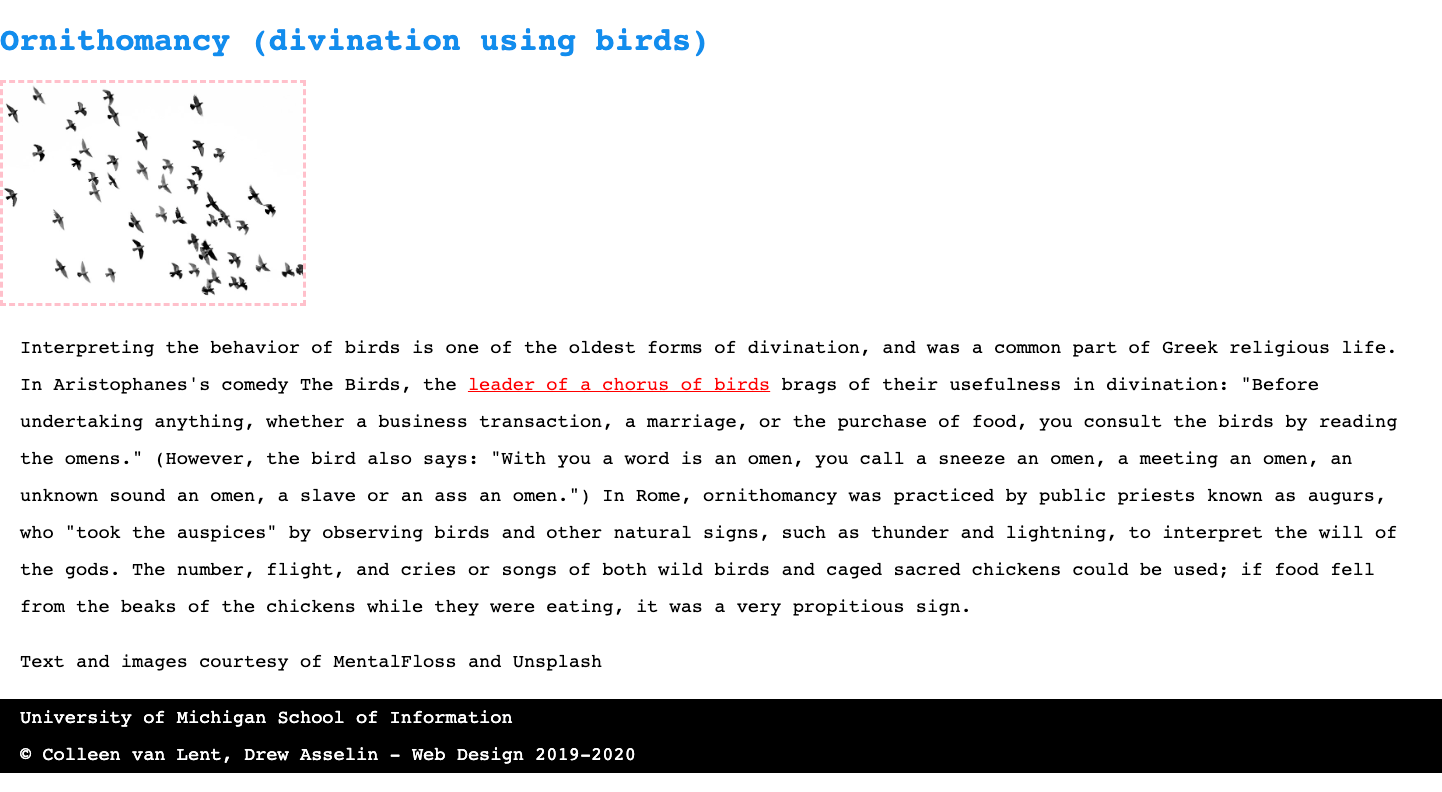 Ornithomancy (divination using birds)
Interpreting the behavior of birds is one of the oldest forms of divination, and was a common part of Greek religious life.
In Aristophanes's comedy The Birds, the leader of a chorus of birds brags of their usefulness in divination: "Before
undertaking anything, whether a business transaction, a marriage, or the purchase of food, you consult the birds by reading
the omens." (However, the bird also says: "With you a word is an omen, you call a sneeze an omen, a meeting an omen, an
unknown sound an omen, a slave or an ass an omen.") In Rome, ornithomancy was practiced by public priests known as augurs,
who "took the auspices" by observing birds and other natural signs, such as thunder and lightning, to interpret the will of
the gods. The number, flight, and cries or songs of both wild birds and caged sacred chickens could be used; if food fell
from the beaks of the chickens while they were eating, it was a very propitious sign.
Text and images courtesy of MentalFloss and Unsplash
University of Michigan School of Information
© Colleen van Lent, Drew Asselin - Web Design 2019-2020